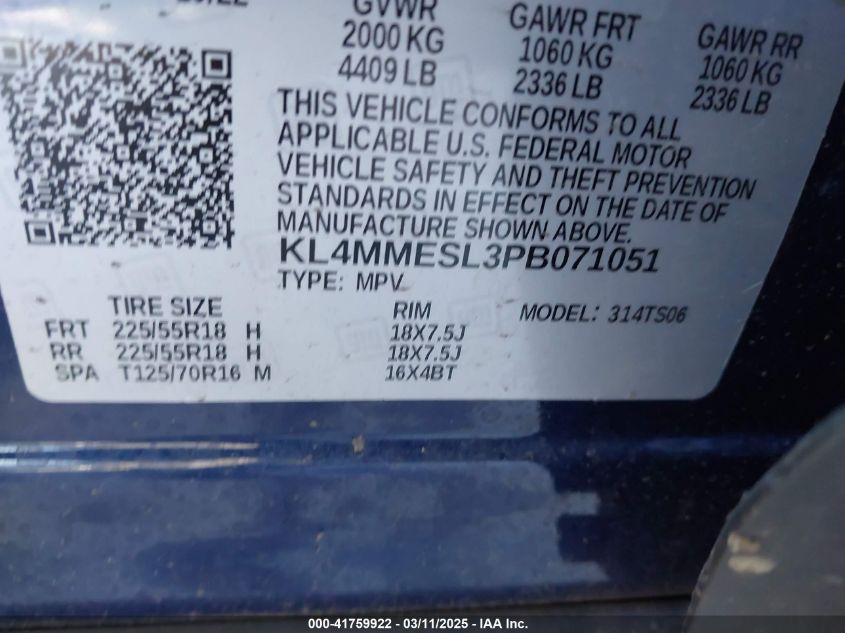 GVWR GAWR FRT GAWR RR
2000 KG 1060 KG 1060 KG
4409 LB 2336 LB 2336 LB
THIS VEHICLE CONFORMS TO ALL
APPLICABLE U.S. FEDERAL MOTOR
VEHICLE SAFETY AND THEFT PREVENTION
STANDARDS IN EFFECT ON THE DATE OF
MANUFACTURE SHOWN ABOVE.
KL4MMESL3PB071051
TYPE: MPV
TIRE SIZE RIM MODEL: 314TS06
FRT 225/55R18 H 18X7.5J
RR 225/55R18 H 18X7.5J
SPA T125/70R16 M 16X4BT
000-41759922 / 03/11/2025 - IAA Inc.